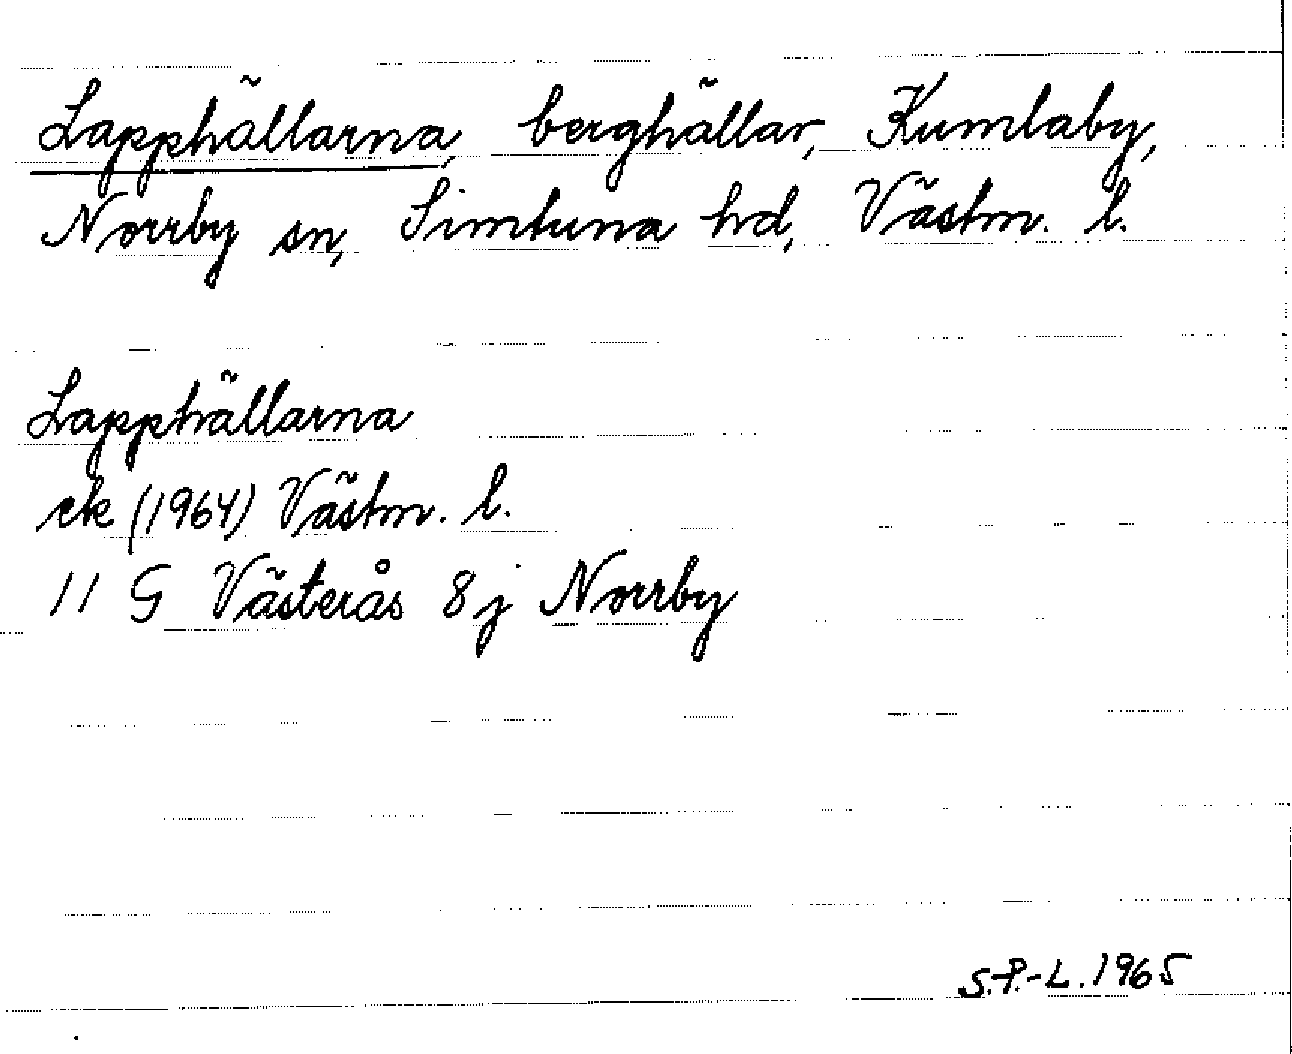 Lapphällarna, berghällar, Kumlaby,
Norrby sn, Simtuna hd, Västm. l.
Lapphällarna
ek (1964) Västm. l.
11 G Västerås 8 j Norrby
S.P.-L. 1965